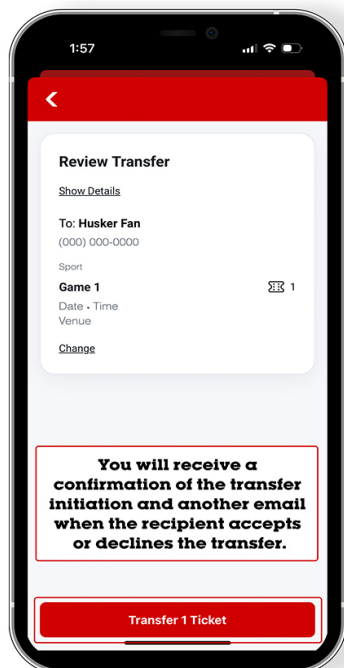 1:57
Review Transfer
Show Details
To: Husker Fan
(000) 000-0000
Sport
Game 1 1
Date • Time
Venue
Change
You will receive a
confirmation of the transfer
initiation and another email
when the recipient accepts
or declines the transfer.
Transfer 1 Ticket